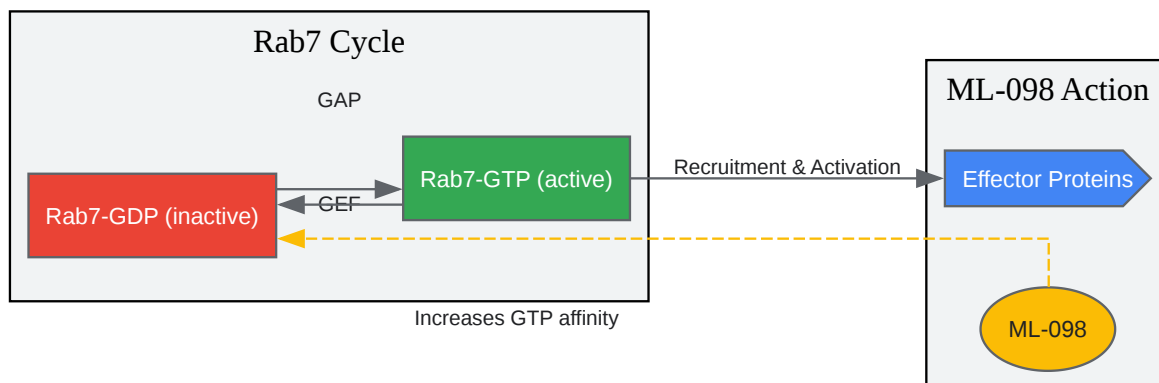 Rab7 Cycle
GAP
Rab7-GDP (inactive)
GEF
Rab7-GTP (active)
Recruitment & Activation
Increases GTP affinity
ML-098 Action
Effector Proteins
ML-098